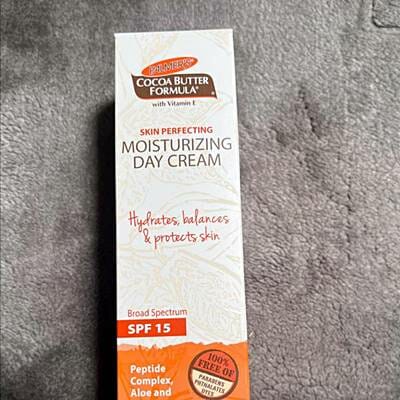 PALMER'S
COCOA BUTTER
FORMULA®
with Vitamin E
SKIN PERFECTING
MOISTURIZING
DAY CREAM
Hydrates, balances
& protects skin
Broad Spectrum
SPF 15
100%
FREE OF
PARABENS
PHTHALATES
DYES
Peptide
Complex,
Aloe and